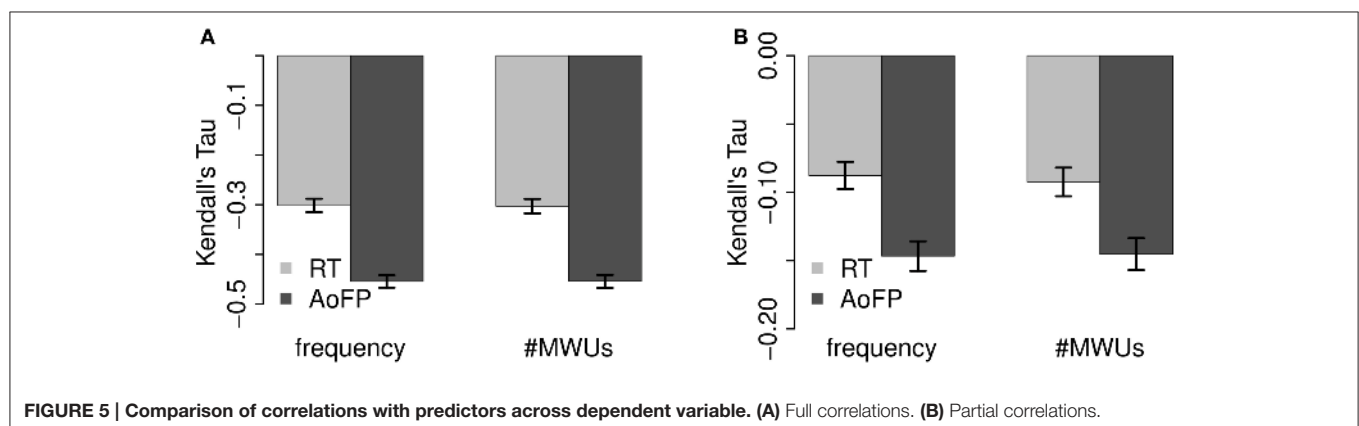 A
B
Kendall's Tau
−0.1
−0.3
−0.5
RT
AoFP
frequency
#MWUs
Kendall's Tau
0.00
−0.10
−0.20
RT
AoFP
frequency
#MWUs
FIGURE 5 | Comparison of correlations with predictors across dependent variable. (A) Full correlations. (B) Partial correlations.